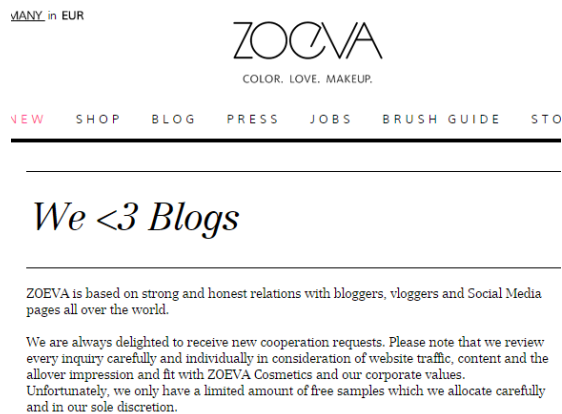 MANY in EUR
ZOEVA
COLOR. LOVE. MAKEUP.
NEW SHOP BLOG PRESS JOBS BRUSH GUIDE STO
We <3 Blogs
ZOEVA is based on strong and honest relations with bloggers, vloggers and Social Media
pages all over the world.
We are always delighted to receive new cooperation requests. Please note that we review
every inquiry carefully and individually in consideration of website traffic, content and the
allover impression and fit with ZOEVA Cosmetics and our corporate values.
Unfortunately, we only have a limited amount of free samples which we allocate carefully
and in our sole discretion.